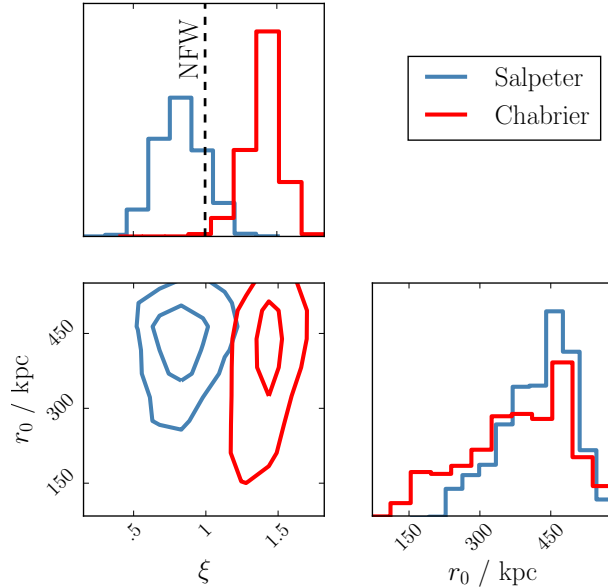 NFW
Salpeter
Chabrier
r₀ / kpc
450
300
150
.5
1
1.5
ξ
150
300
450
r₀ / kpc